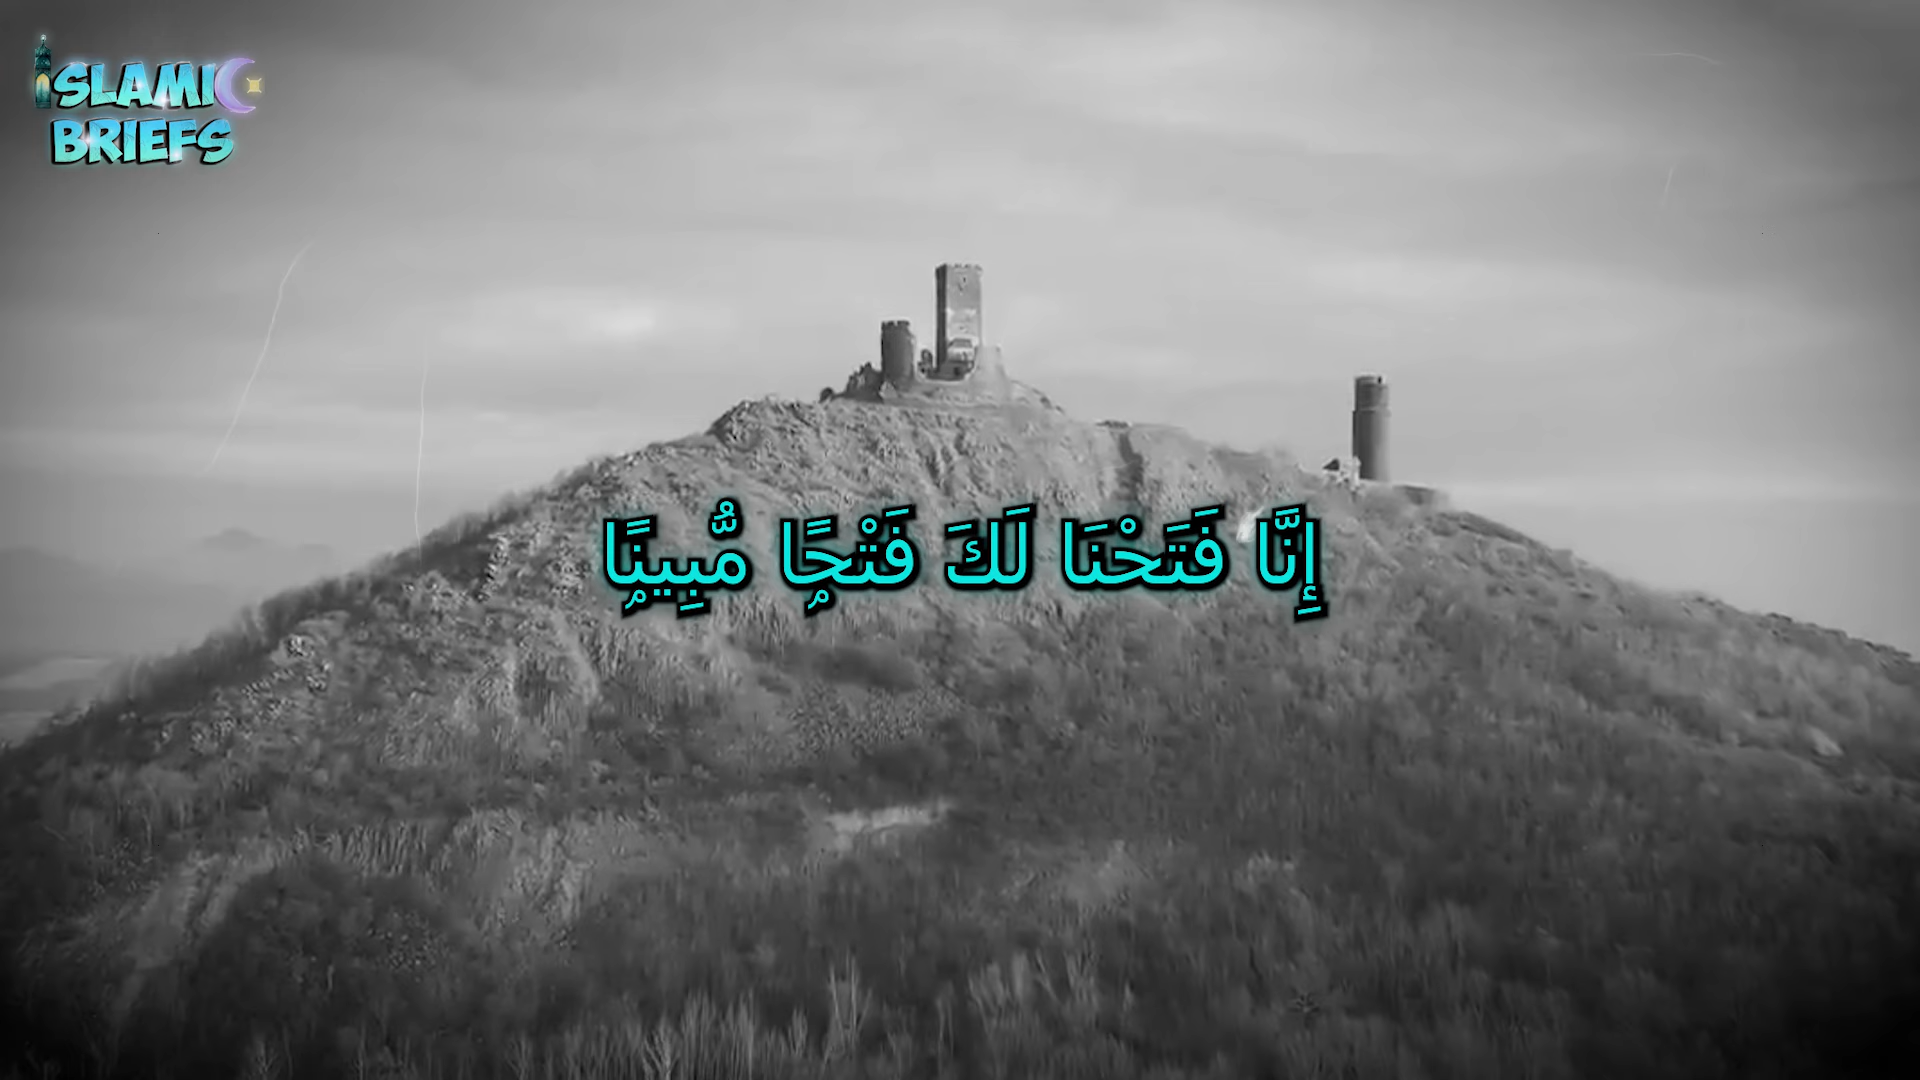 ISLAMIC
BRIEFS
إِنَّا فَتَحْنَا لَكَ فَتْحًۭا مُّبِينًۭا